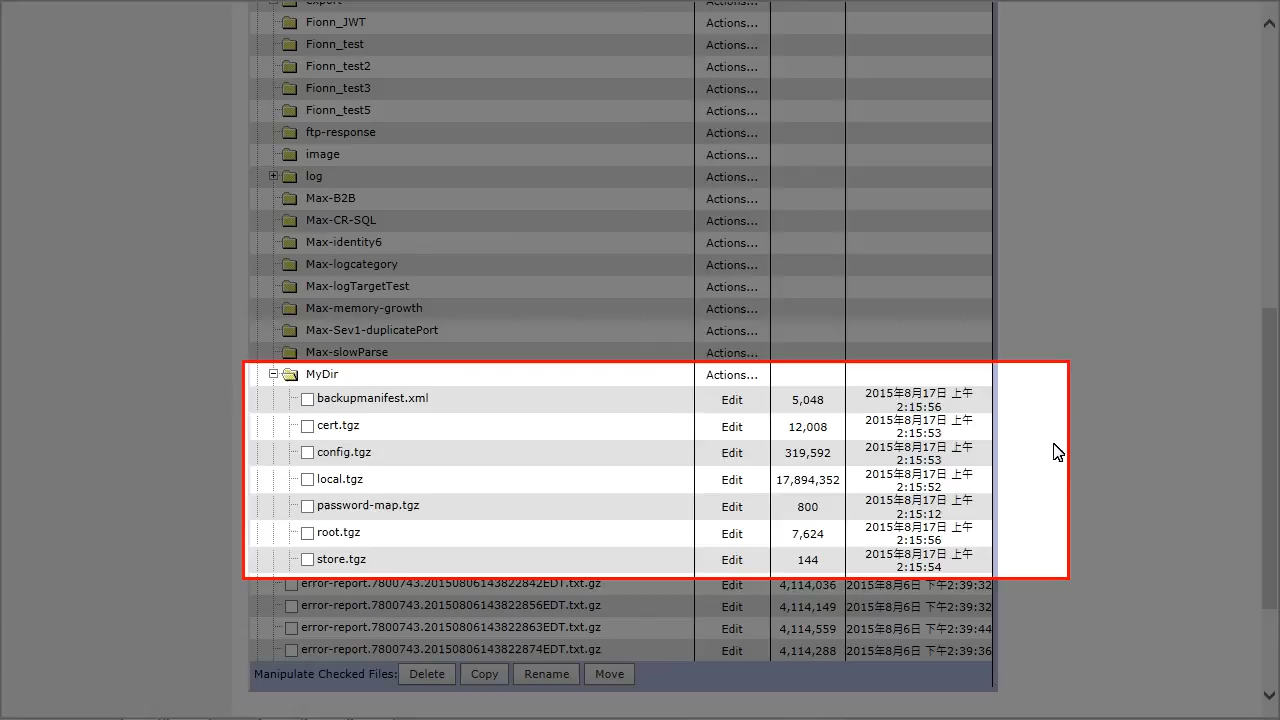 export
Fionn_JWT Actions...
Fionn_test Actions...
Fionn_test2 Actions...
Fionn_test3 Actions...
Fionn_test5 Actions...
ftp-response Actions...
image Actions...
log Actions...
Max-B2B Actions...
Max-CR-SQL Actions...
Max-identity6 Actions...
Max-logcategory Actions...
Max-logTargetTest Actions...
Max-memory-growth Actions...
Max-Sev1-duplicatePort Actions...
Max-slowParse Actions...
MyDir Actions...
backupmanifest.xml Edit 5,048 2015年8月17日 上午
2:15:56
cert.tgz Edit 12,008 2015年8月17日 上午
2:15:53
config.tgz Edit 319,592 2015年8月17日 上午
2:15:53
local.tgz Edit 17,894,352 2015年8月17日 上午
2:15:52
password-map.tgz Edit 800 2015年8月17日 上午
2:15:12
root.tgz Edit 7,624 2015年8月17日 上午
2:15:56
store.tgz Edit 144 2015年8月17日 上午
2:15:54
error-report.7800743.20150806143822842EDT.txt.gz Edit 4,114,036 2015年8月6日 下午2:39:32
error-report.7800743.20150806143822856EDT.txt.gz Edit 4,114,149 2015年8月6日 下午2:39:32
error-report.7800743.20150806143822863EDT.txt.gz Edit 4,114,559 2015年8月6日 下午2:39:44
error-report.7800743.20150806143822874EDT.txt.gz Edit 4,114,288 2015年8月6日 下午2:39:36
Manipulate Checked Files: Delete Copy Rename Move